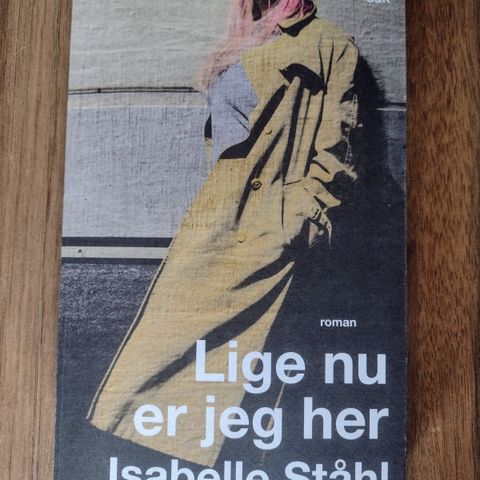 roman
Lige nu
er jeg her
Isabelle Ståhl